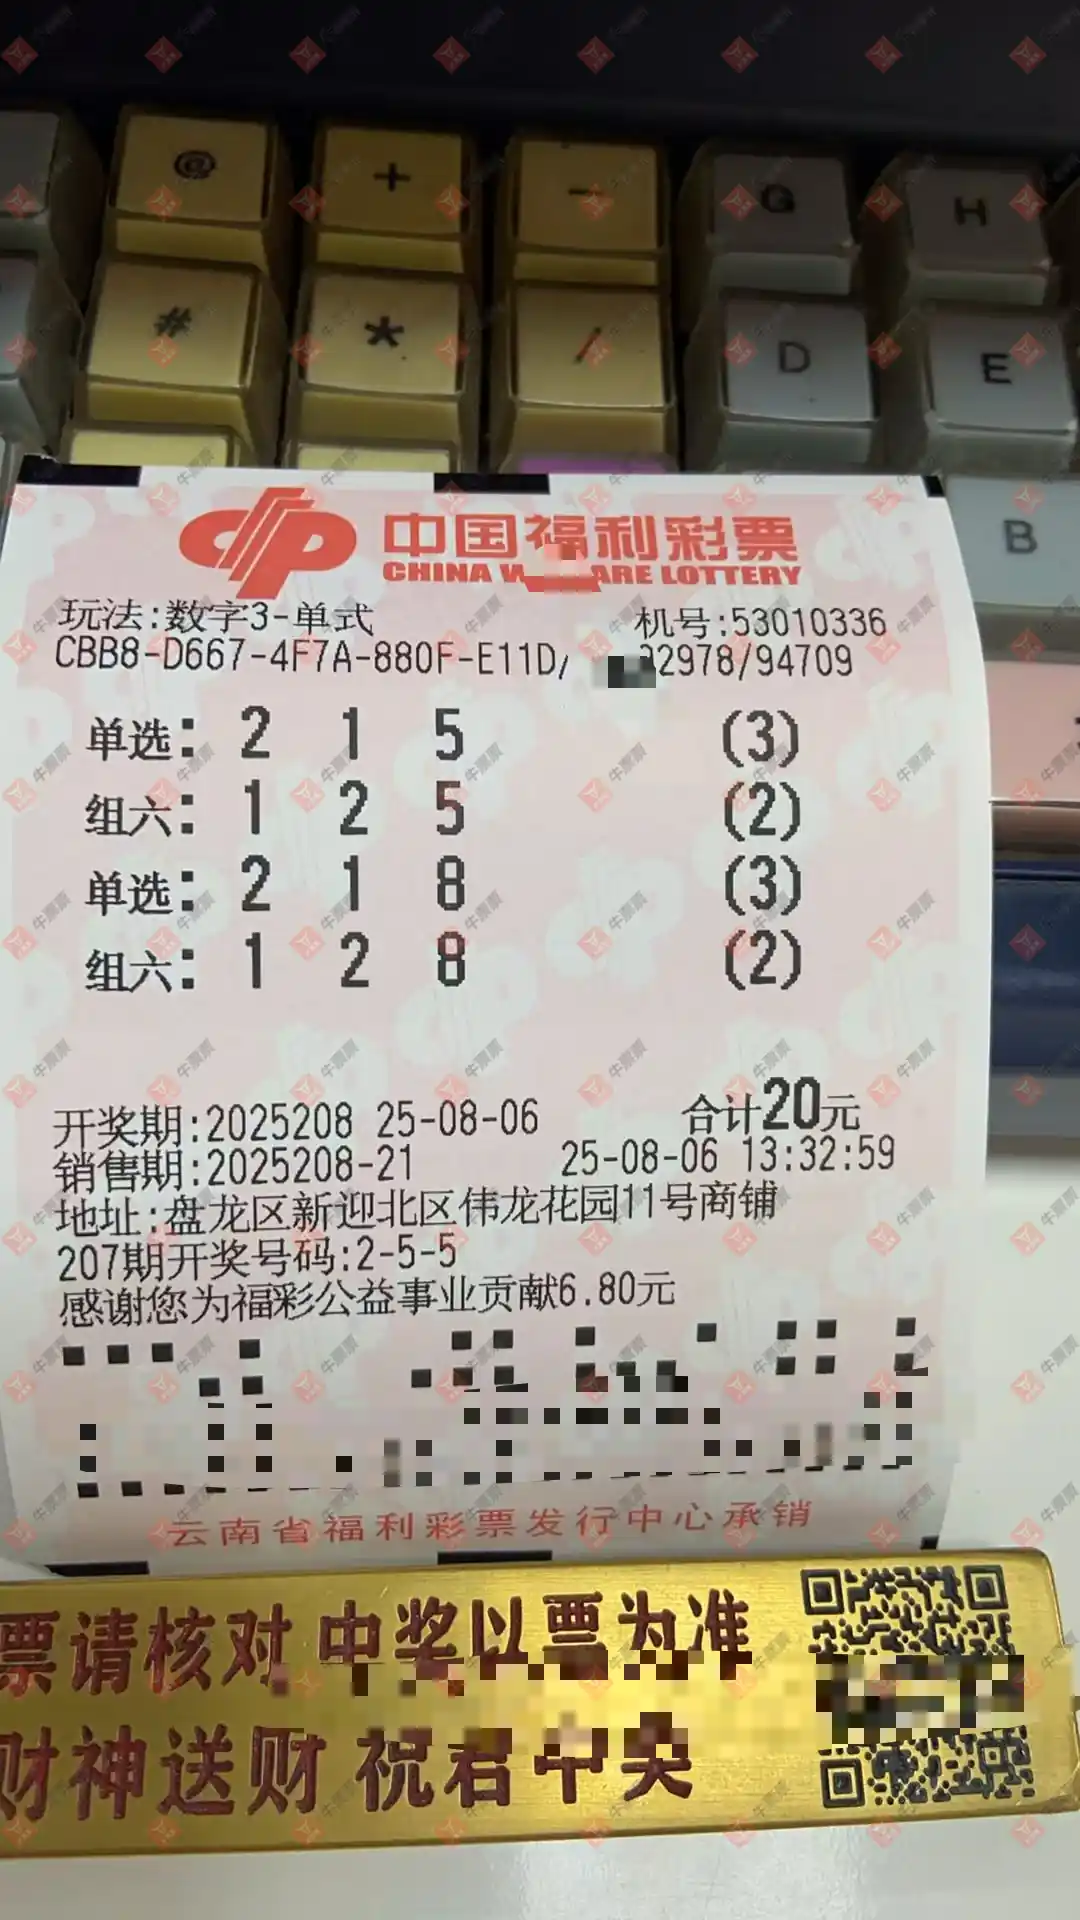 @ + - G H
# * / D E
B
中国福利彩票
CHINA WARE LOTTERY
玩法:数字3-单式 机号:53010336
CBB8-D667-4F7A-880F-E11D/ 2978/94709
单选: 2 1 5 (3)
组六: 1 2 5 (2)
单选: 2 1 8 (3)
组六: 1 2 8 (2)
开奖期:2025208 25-08-06 合计20元
销售期:2025208-21 25-08-06 13:32:59
地址:盘龙区新迎北区伟龙花园11号商铺
207期开奖号码:2-5-5
感谢您为福彩公益事业贡献6.80元
云南省福利彩票发行中心承销
票请核对 中奖以票为准
财神送财 祝君中
牛票票